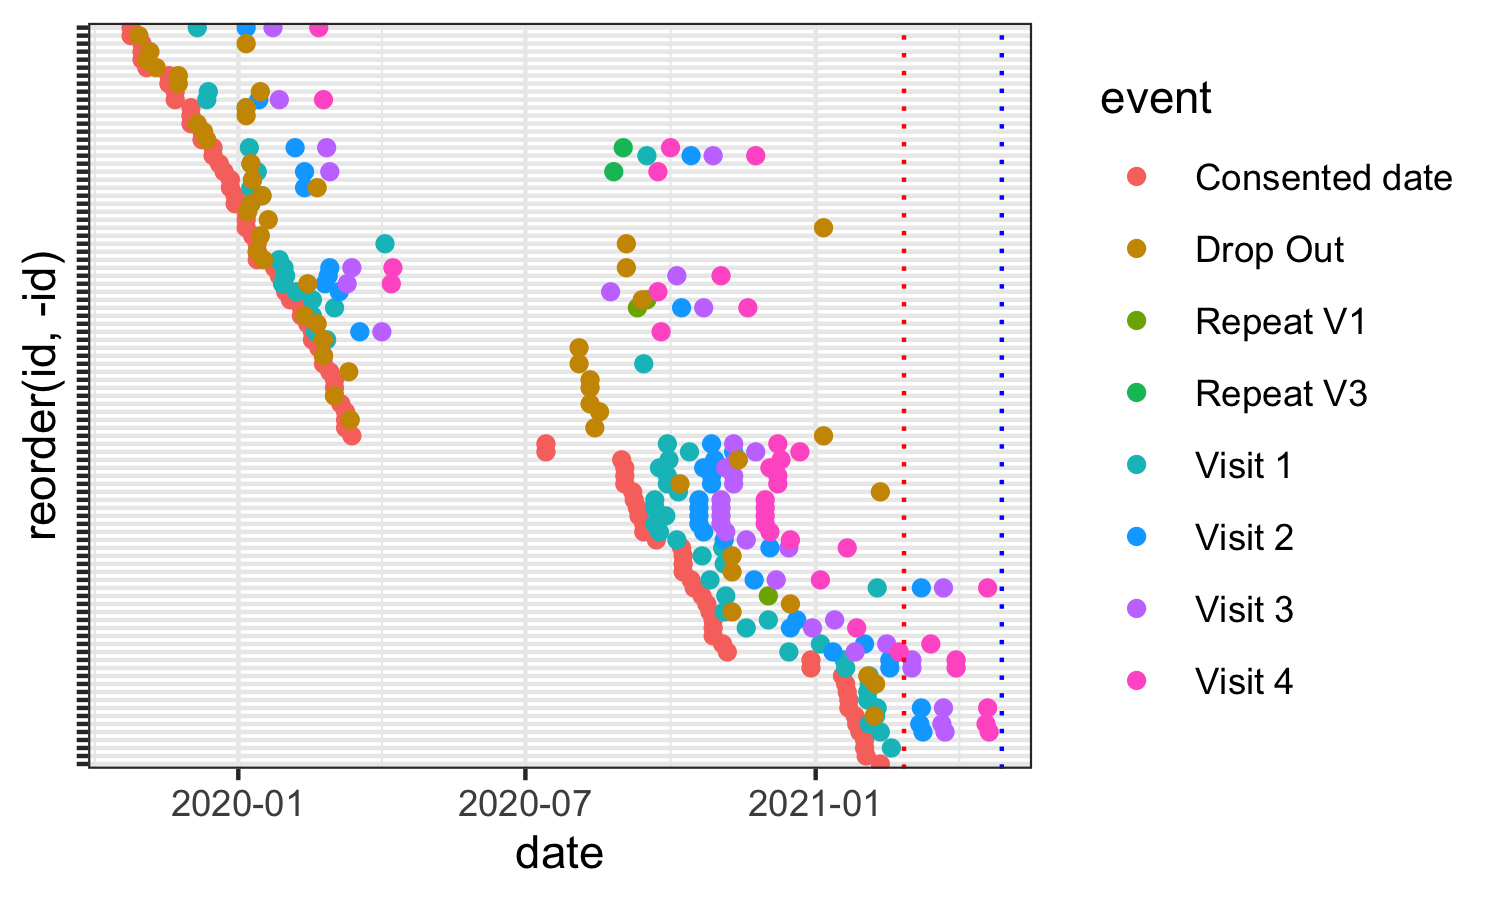 reorder(id, -id)
2020-01
2020-07
2021-01
date
event
Consented date
Drop Out
Repeat V1
Repeat V3
Visit 1
Visit 2
Visit 3
Visit 4